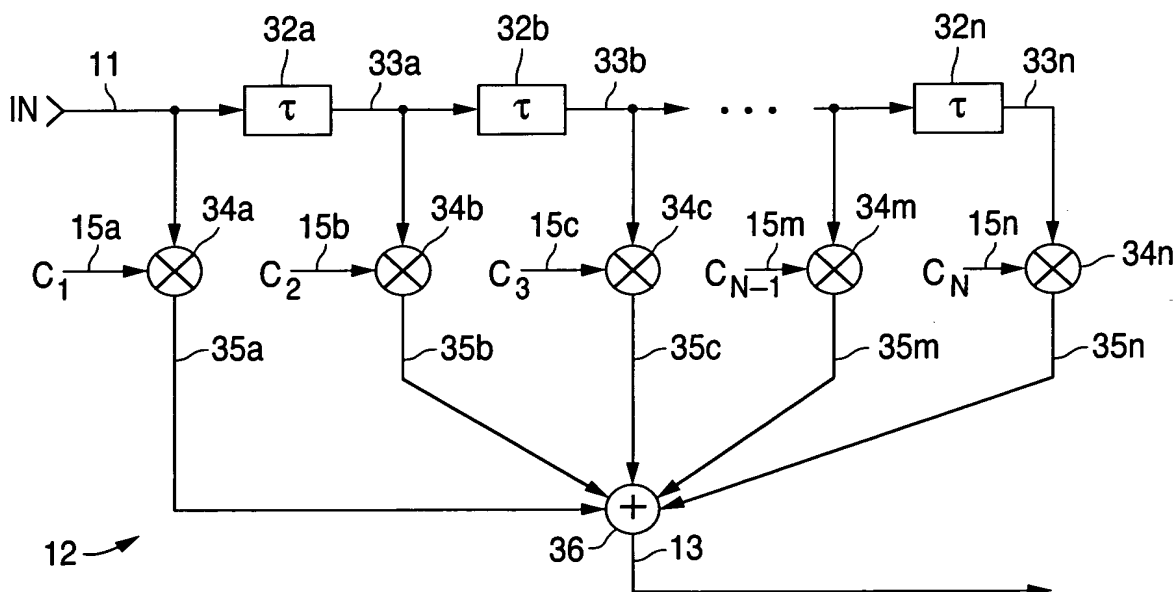 32a 32b 32n
11 33a 33b 33n
IN τ τ . . . τ
15a 34a 15b 34b 15c 34c 15m 34m 15n
C1 C2 C3 CN–1 CN 34n
35a 35b 35c 35m 35n
+
12 36 13